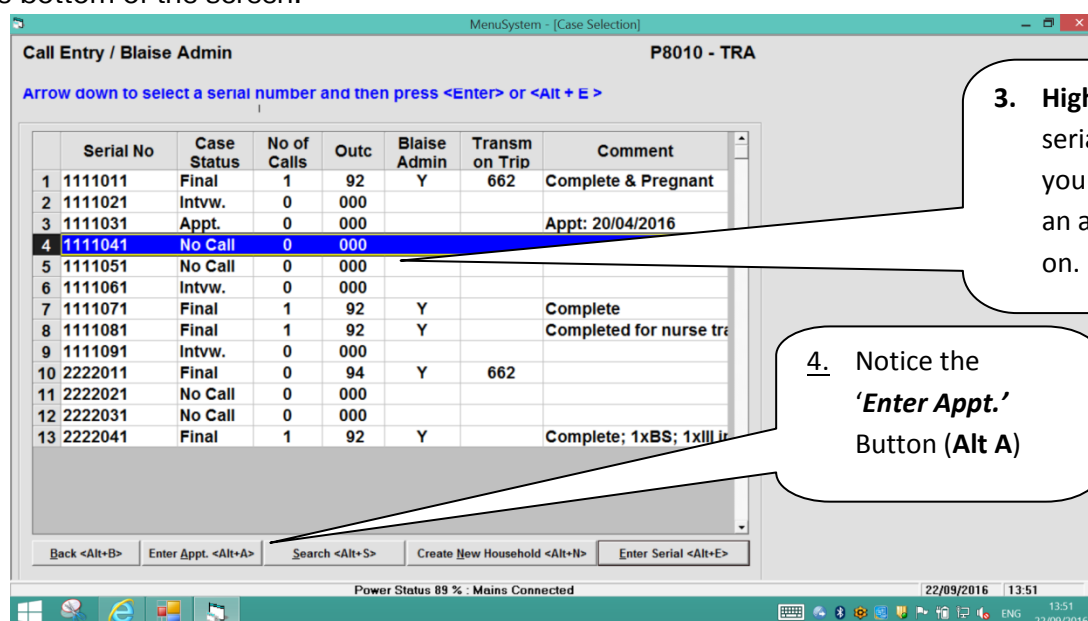 bottom of the screen.
MenuSystem - [Case Selection]
Call Entry / Blaise Admin P8010 - TRA
Arrow down to select a serial number and then press <Enter> or <Alt + E >
Serial No Case Status No of Calls Outc Blaise Admin Transm on Trip Comment
1 1111011 Final 1 92 Y 662 Complete & Pregnant
2 1111021 Intvw. 0 000
3 1111031 Appt. 0 000 Appt: 20/04/2016
4 1111041 No Call 0 000
5 1111051 No Call 0 000
6 1111061 Intvw. 0 000
7 1111071 Final 1 92 Y Complete
8 1111081 Final 1 92 Y Completed for nurse tra
9 1111091 Intvw. 0 000
10 2222011 Final 0 94 Y 662
11 2222021 No Call 0 000
12 2222031 No Call 0 000
13 2222041 Final 1 92 Y Complete; 1xBS; 1xIll
3. High
seria
you
an a
on.
4. Notice the
‘Enter Appt.’
Button (Alt A)
Back <Alt+B> Enter Appt. <Alt+A> Search <Alt+S> Create New Household <Alt+N> Enter Serial <Alt+E>
Power Status 89 % : Mains Connected 22/09/2016 13:51
ENG 13:51
22/09/2016